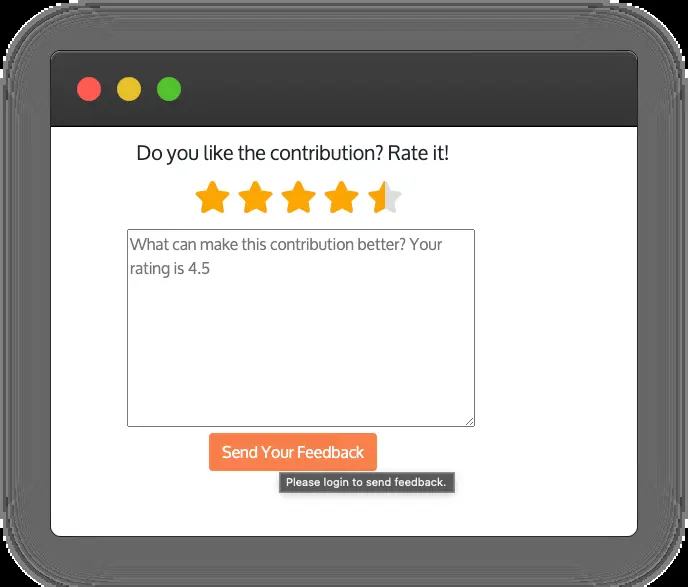 Do you like the contribution? Rate it!
What can make this contribution better? Your
rating is 4.5
Send Your Feedback
Please login to send feedback.